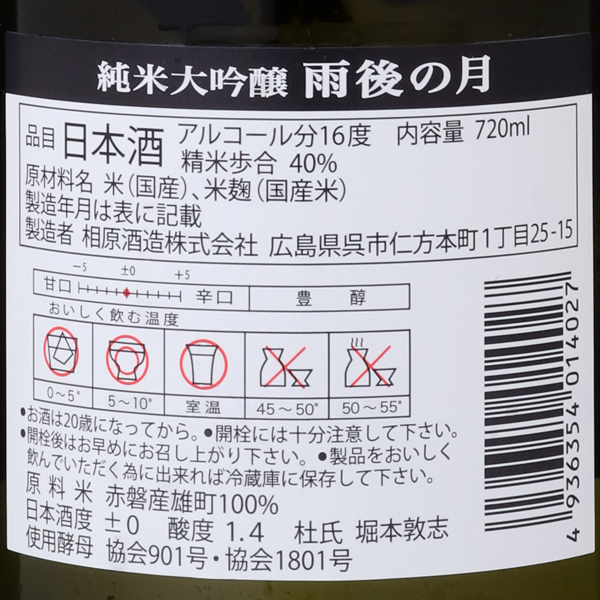 純米大吟醸 雨後の月
品目 日本酒 アルコール分16度 内容量 720ml
精米歩合 40%
原材料名 米(国産)、米麹(国産米)
製造年月は表に記載
製造者 相原酒造株式会社 広島県呉市仁方本町1丁目25-15
-5 ±0 +5
甘口 辛口 豊 醇
おいしく飲む温度
0～5° 5～10° 室温 45～50° 50～55°
●お酒は20歳になってから。●開栓には十分注意して下さい。
●開栓後はお早めにお召し上がり下さい。●製品をおいしく
飲んでいただく為に出来れば冷蔵庫に保存して下さい。
原料米 赤磐産雄町100%
日本酒度 ±0 酸度 1.4 杜氏 堀本敦志
使用酵母 協会901号・協会1801号
4 936354 014027